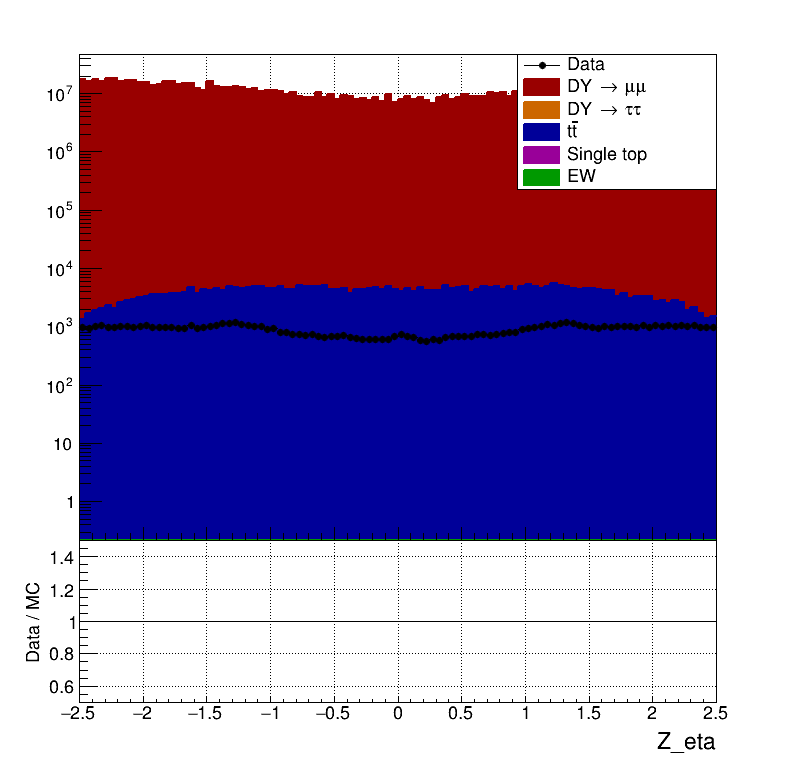 Data
DY → μμ
DY → ττ
tt̄
Single top
EW
10⁷
10⁶
10⁵
10⁴
10³
10²
10
1
1.4
1.2
1
0.8
0.6
Data / MC
−2.5 −2 −1.5 −1 −0.5 0 0.5 1 1.5 2 2.5
Z_eta